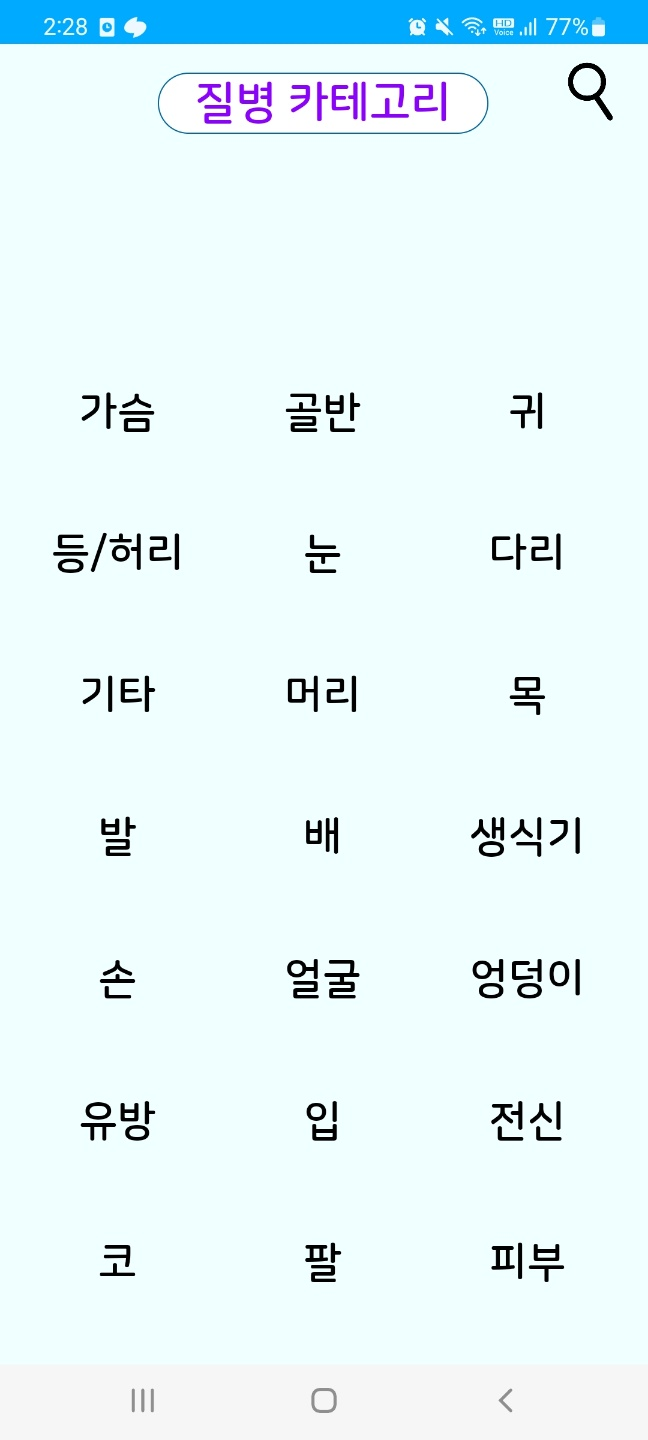 2:28 HD Voice 77%
질병 카테고리
가슴 골반 귀
등/허리 눈 다리
기타 머리 목
발 배 생식기
손 얼굴 엉덩이
유방 입 전신
코 팔 피부